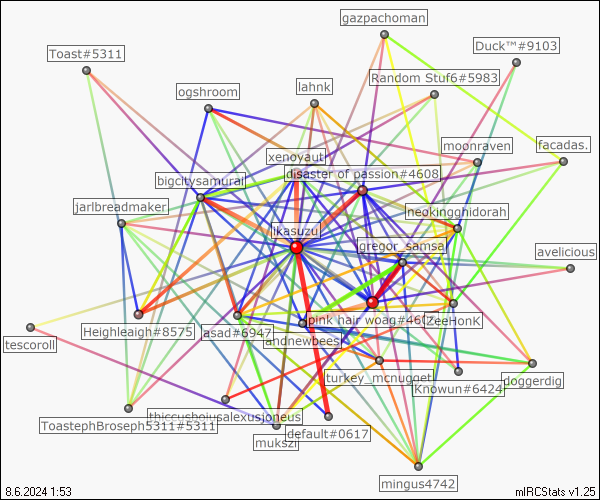 gazpachoman
Duck™#9103
Toast#5311
Random Stuf6#5983
ogshroom
lahnk
moonraven
facadas.
xenoyaut
disaster of passion#4608
bigcitysamurai
jarlbreadmaker
neokingghidorah
likasuzu
gregor_samsa
avelicious
pink hair woag#46
ZeeHonK
Heighleaigh#8575
asad#6947
andnewbees
tescoroll
turkey_mcnugget
doggerdig
Knowun#6424
thiccushoiusalexusjoneus
ToastephBroseph5311#5311
default#0617
mukszi
mingus4742
8.6.2024 1:53
mIRCStats v1.25